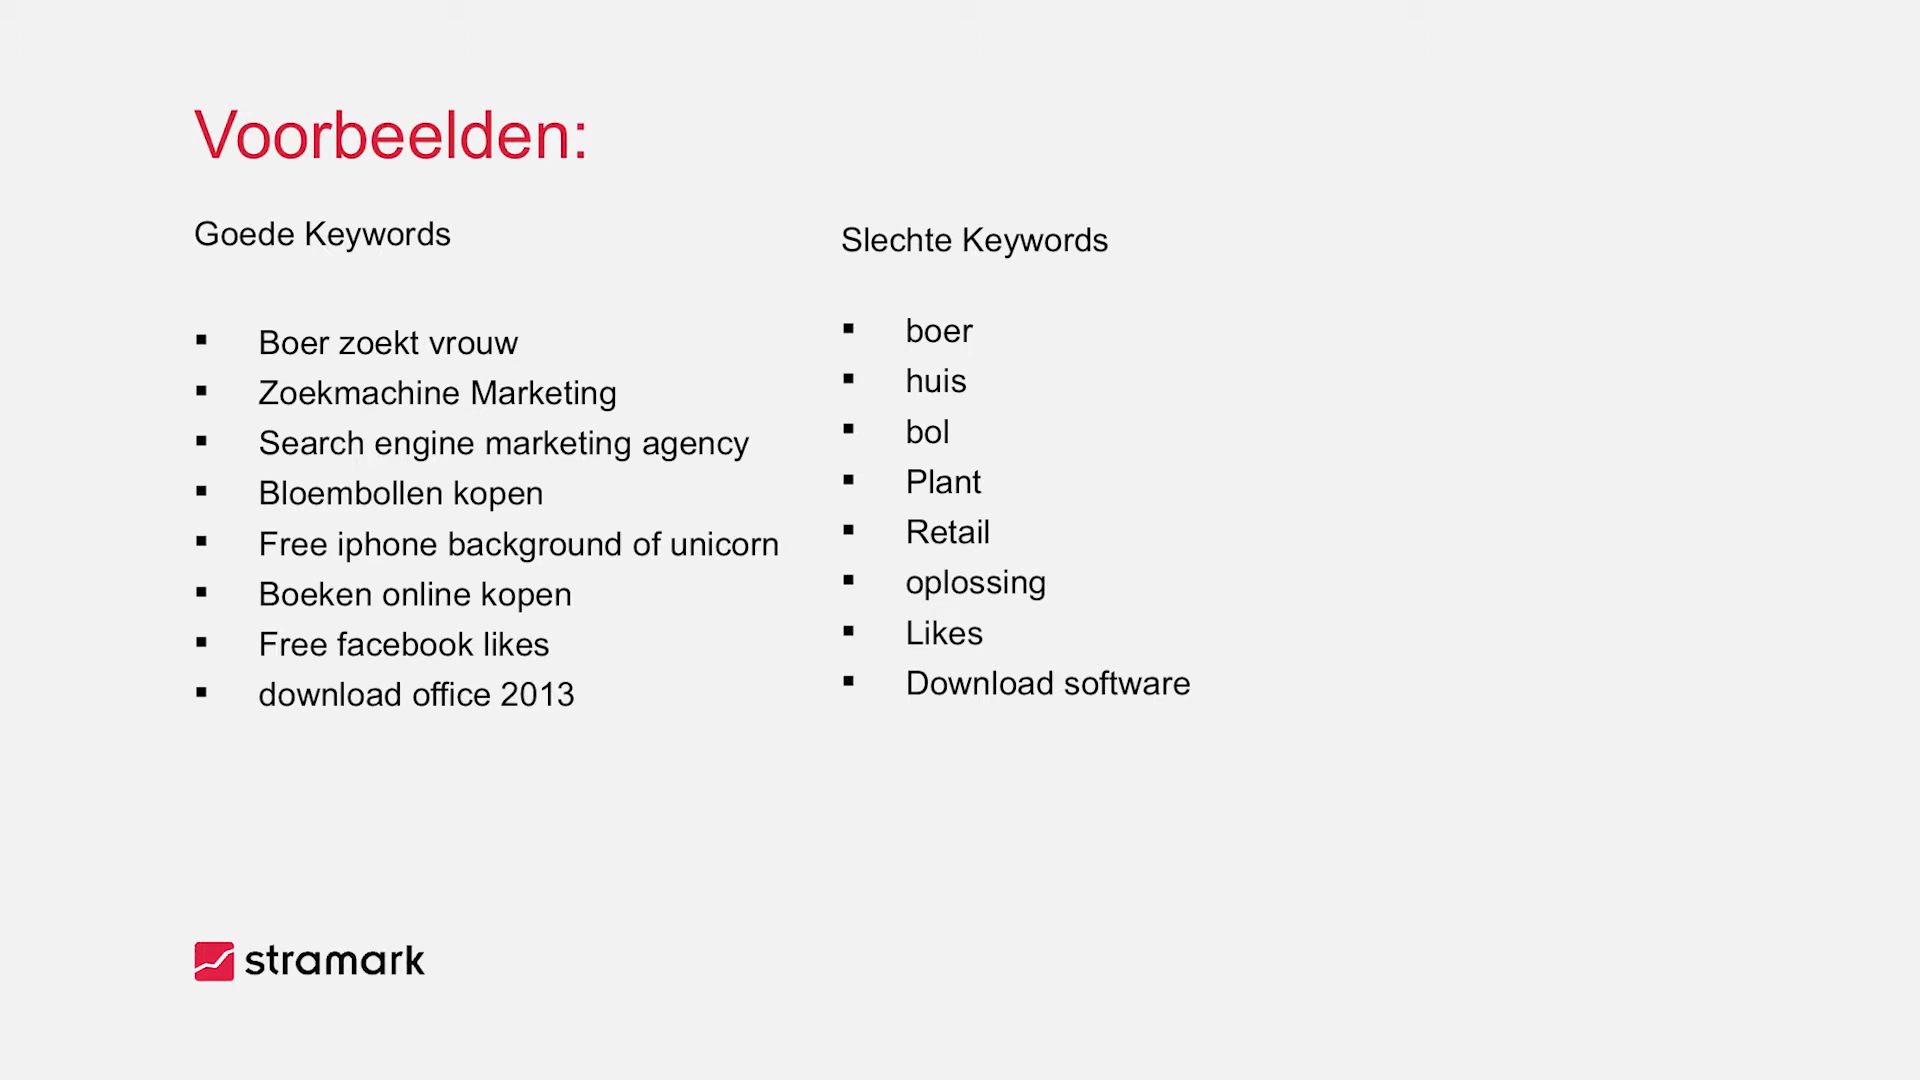 Voorbeelden:
Goede Keywords
Boer zoekt vrouw
Zoekmachine Marketing
Search engine marketing agency
Bloembollen kopen
Free iphone background of unicorn
Boeken online kopen
Free facebook likes
download office 2013
Slechte Keywords
boer
huis
bol
Plant
Retail
oplossing
Likes
Download software
stramark